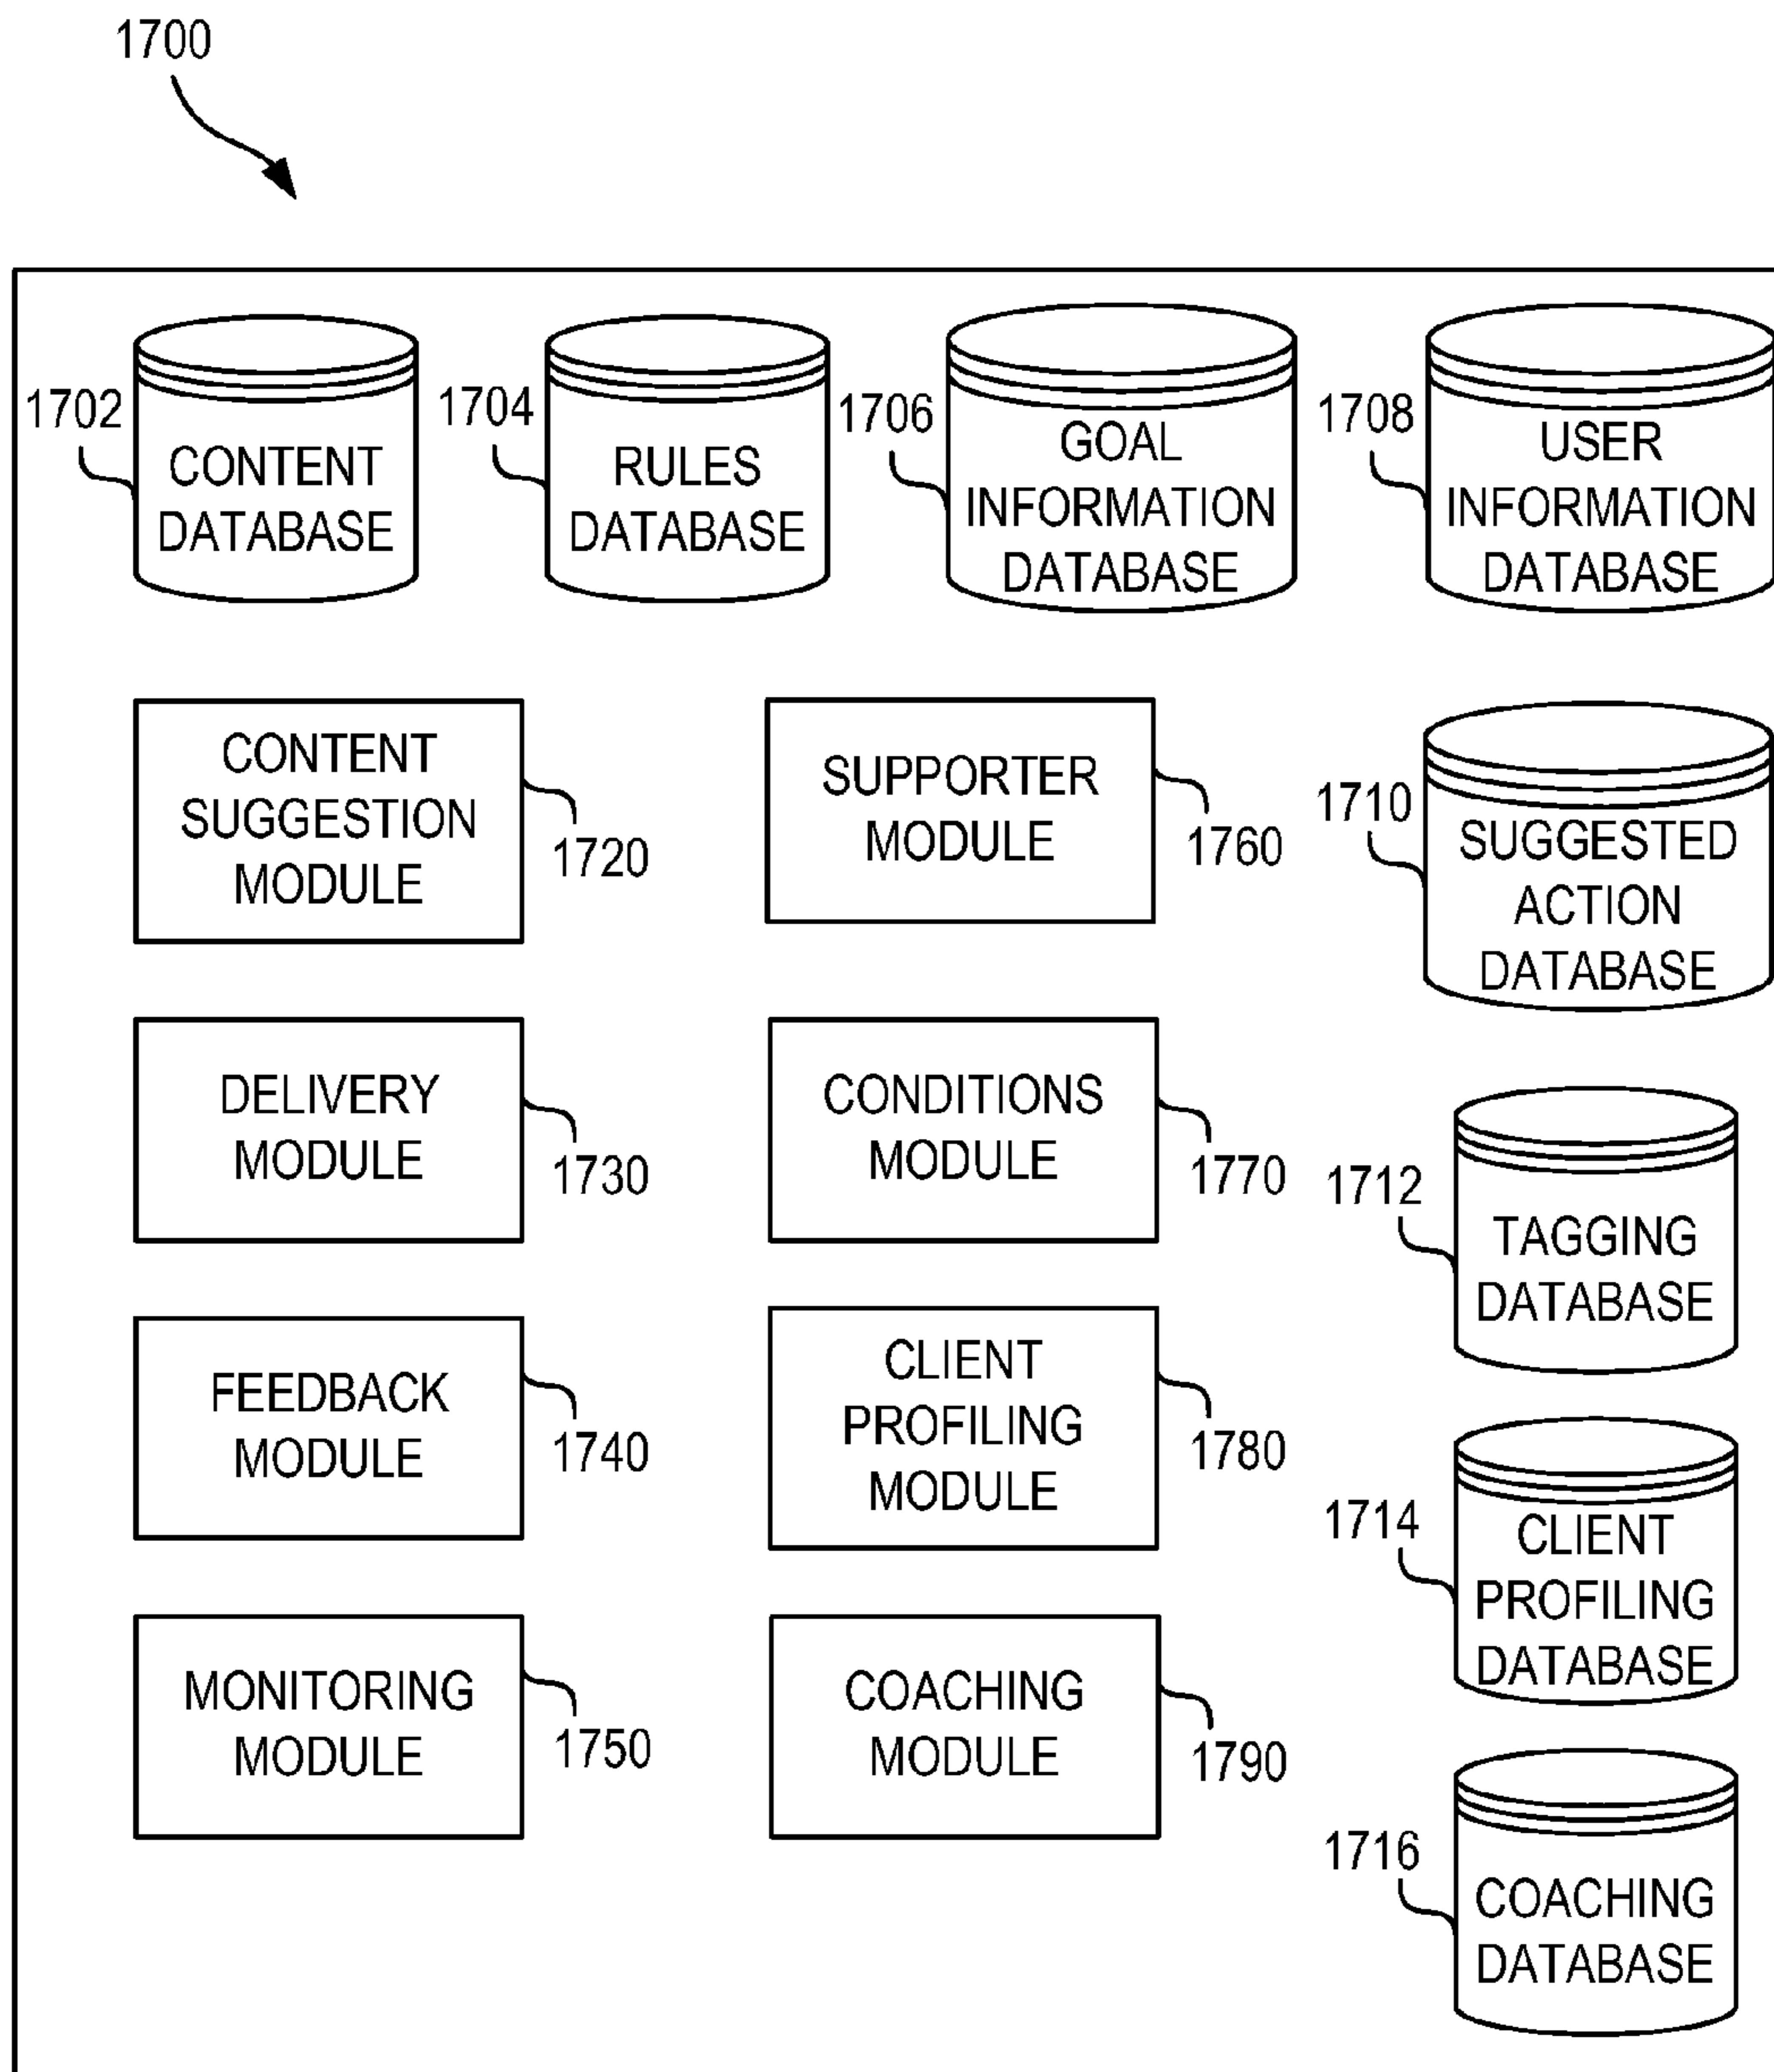 1700
1702
CONTENT
DATABASE
1704
RULES
DATABASE
1706
GOAL
INFORMATION
DATABASE
1708
USER
INFORMATION
DATABASE
CONTENT
SUGGESTION
MODULE
1720
SUPPORTER
MODULE
1760
1710
SUGGESTED
ACTION
DATABASE
DELIVERY
MODULE
1730
CONDITIONS
MODULE
1770
1712
TAGGING
DATABASE
FEEDBACK
MODULE
1740
CLIENT
PROFILING
MODULE
1780
1714
CLIENT
PROFILING
DATABASE
MONITORING
MODULE
1750
COACHING
MODULE
1790
1716
COACHING
DATABASE